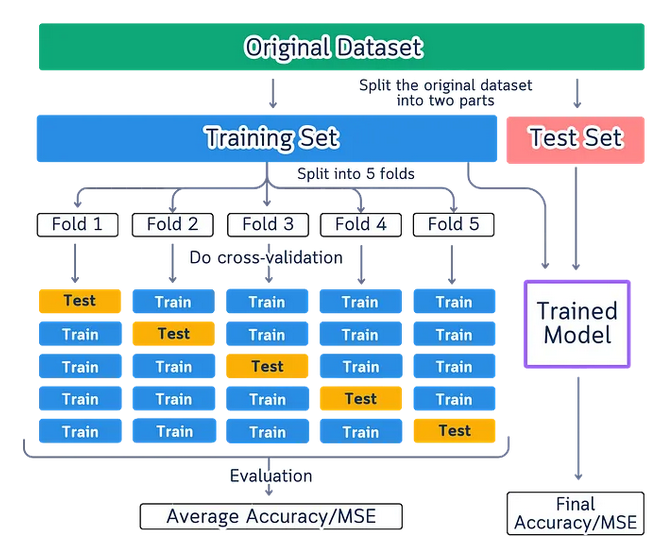 Original Dataset
Split the original dataset
into two parts
Training Set
Test Set
Split into 5 folds
Fold 1
Fold 2
Fold 3
Fold 4
Fold 5
Do cross-validation
Test
Train
Train
Train
Train
Train
Test
Train
Train
Train
Train
Train
Test
Train
Train
Train
Train
Train
Test
Train
Train
Train
Train
Train
Test
Trained
Model
Evaluation
Average Accuracy/MSE
Final
Accuracy/MSE